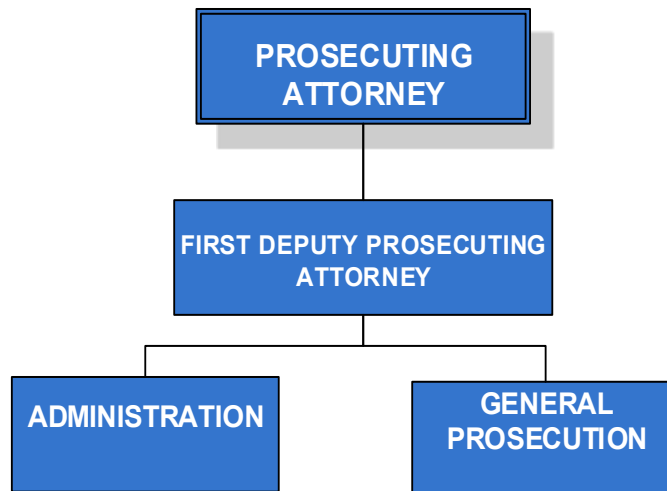 PROSECUTING
ATTORNEY
FIRST DEPUTY PROSECUTING
ATTORNEY
ADMINISTRATION
GENERAL
PROSECUTION